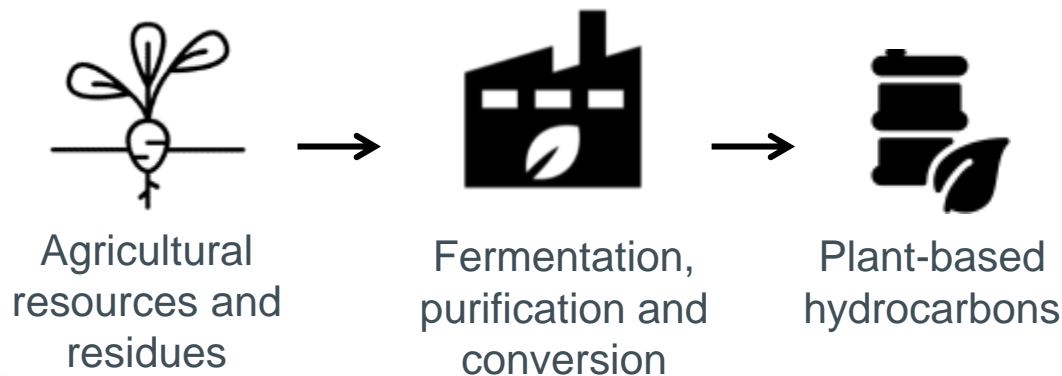 Agricultural
resources and
residues
Fermentation,
purification and
conversion
Plant-based
hydrocarbons